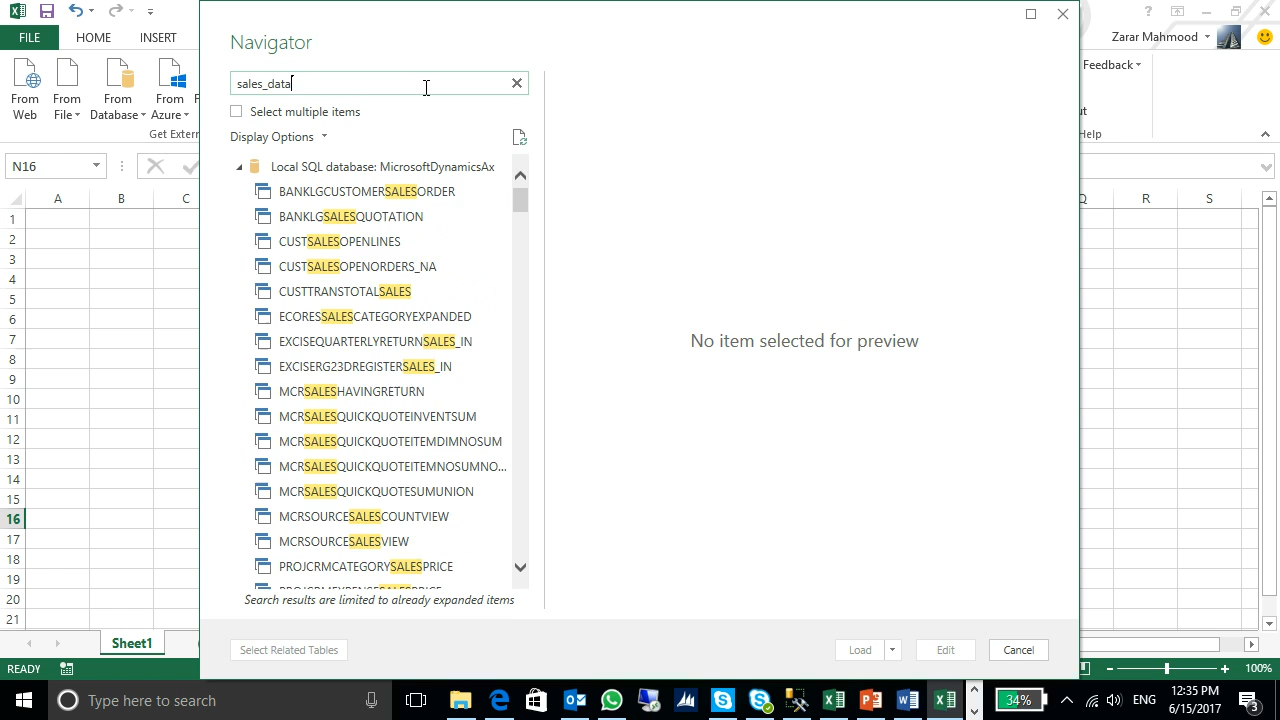 FILE
HOME
INSERT
Zarar Mahmood
Feedback
From
Web
From
File
From
Database
From
Azure
Get Extern
Help
N16
A
B
C
R
S
1
2
3
4
5
6
7
8
9
10
11
12
13
14
15
16
17
18
19
20
21
Navigator
sales_data
Select multiple items
Display Options
Local SQL database: MicrosoftDynamicsAx
BANKLGCUSTOMERSALESORDER
BANKLGSALESQUOTATION
CUSTSALESOPENLINES
CUSTSALESOPENORDERS_NA
CUSTTRANSTOTALSALES
ECORESSALESCATEGORYEXPANDED
EXCISEQUARTERLYRETURNSALES_IN
EXCISERG23DREGISTERSALES_IN
MCRSALESHAVINGRETURN
MCRSALESQUICKQUOTEINVENTSUM
MCRSALESQUICKQUOTEITEMDIMNOSUM
MCRSALESQUICKQUOTEITEMNOSUMNO...
MCRSALESQUICKQUOTESUMUNION
MCRSOURCESALESCOUNTVIEW
MCRSOURCESALESVIEW
PROJCRMCATEGORYSALESPRICE
Search results are limited to already expanded items
No item selected for preview
Select Related Tables
Load
Edit
Cancel
Sheet1
READY
100%
Type here to search
34%
ENG
12:35 PM
6/15/2017
3